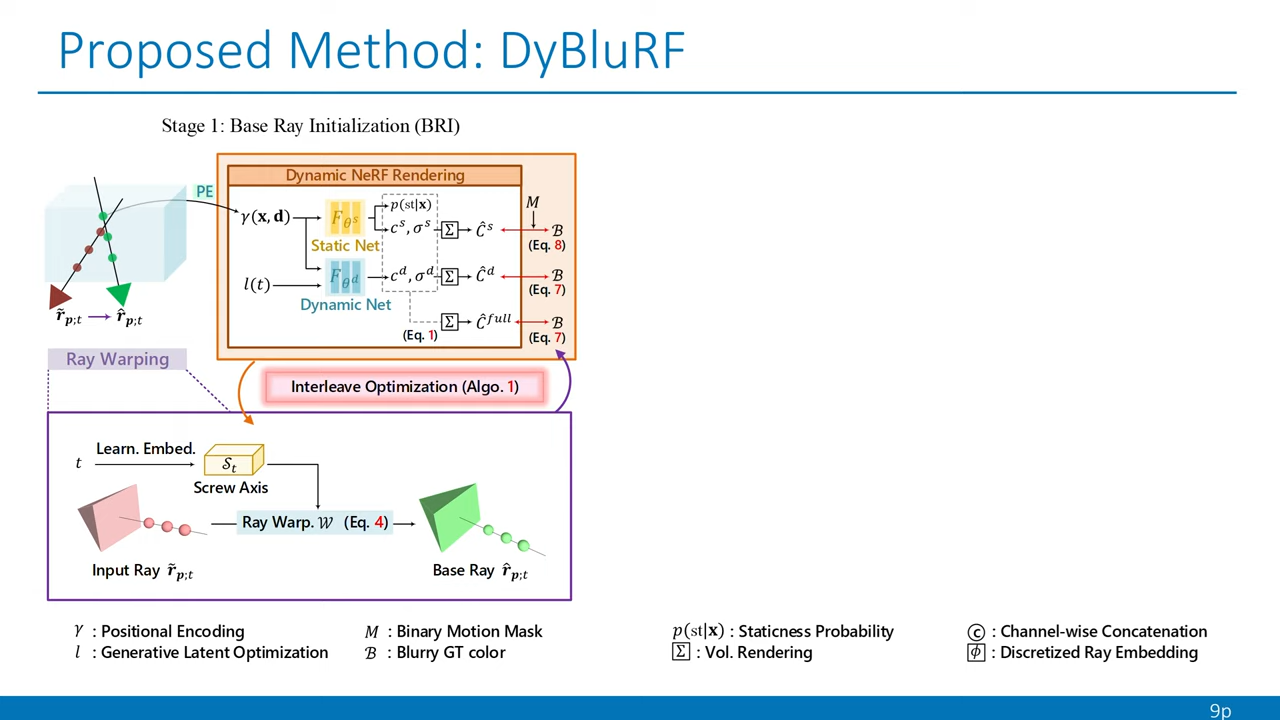 Proposed Method: DyBluRF
Stage 1: Base Ray Initialization (BRI)
Dynamic NeRF Rendering
PE
γ(x, d)
l(t)
F_θ^s
Static Net
F_θ^d
Dynamic Net
p(st|x)
c^s, σ^s
c^d, σ^d
Σ
Ĉ^s
M
ℬ
(Eq. 8)
Σ
Ĉ^d
ℬ
(Eq. 7)
(Eq. 1)
Σ
Ĉ^full
ℬ
(Eq. 7)
r̃_p;t → r̂_p;t
Ray Warping
Interleave Optimization (Algo. 1)
t
Learn. Embed.
𝒮_t
Screw Axis
Ray Warp. 𝒲 (Eq. 4)
Input Ray r̃_p;t
Base Ray r̂_p;t
γ : Positional Encoding
l : Generative Latent Optimization
M : Binary Motion Mask
ℬ : Blurry GT color
p(st|x) : Staticness Probability
Σ : Vol. Rendering
ⓒ : Channel-wise Concatenation
ϕ : Discretized Ray Embedding
9p